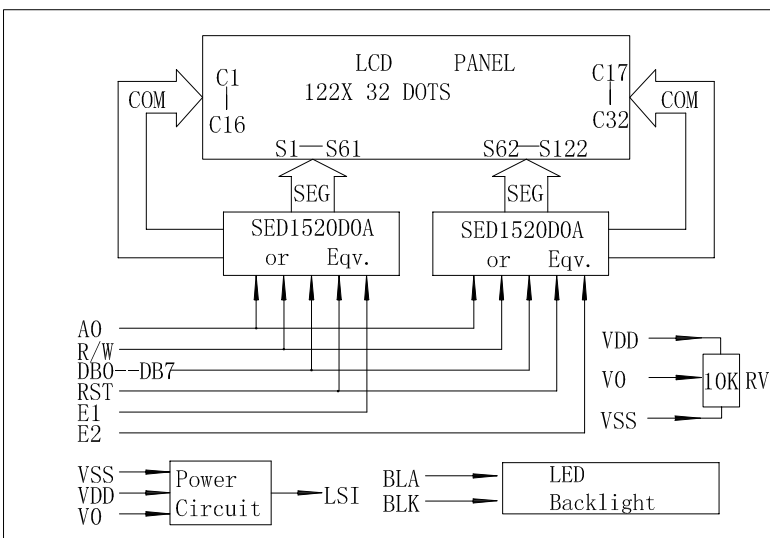 LCD PANEL
122X 32 DOTS
C1
C16
C17
C32
COM
COM
S1—S61
S62—S122
SEG
SEG
SED1520D0A
or Eqv.
SED1520D0A
or Eqv.
A0
R/W
DB0--DB7
RST
E1
E2
VDD
V0
VSS
10K RV
VSS
VDD
V0
Power
Circuit
LSI
BLA
BLK
LED
Backlight